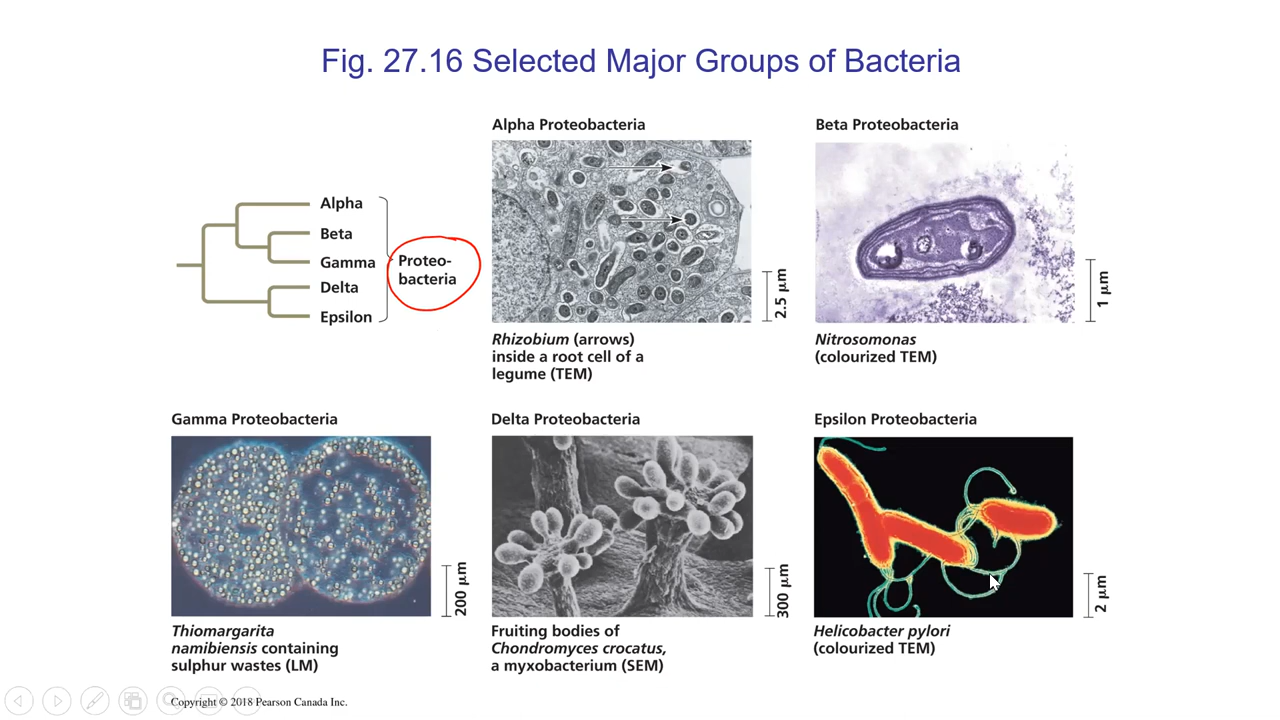 Fig. 27.16 Selected Major Groups of Bacteria
Alpha
Beta
Gamma
Delta
Epsilon
Proteo-
bacteria
Alpha Proteobacteria
2.5 μm
Rhizobium (arrows)
inside a root cell of a
legume (TEM)
Beta Proteobacteria
1 μm
Nitrosomonas
(colourized TEM)
Gamma Proteobacteria
200 μm
Thiomargarita
namibiensis containing
sulphur wastes (LM)
Delta Proteobacteria
300 μm
Fruiting bodies of
Chondromyces crocatus,
a myxobacterium (SEM)
Epsilon Proteobacteria
2 μm
Helicobacter pylori
(colourized TEM)
Copyright © 2018 Pearson Canada Inc.